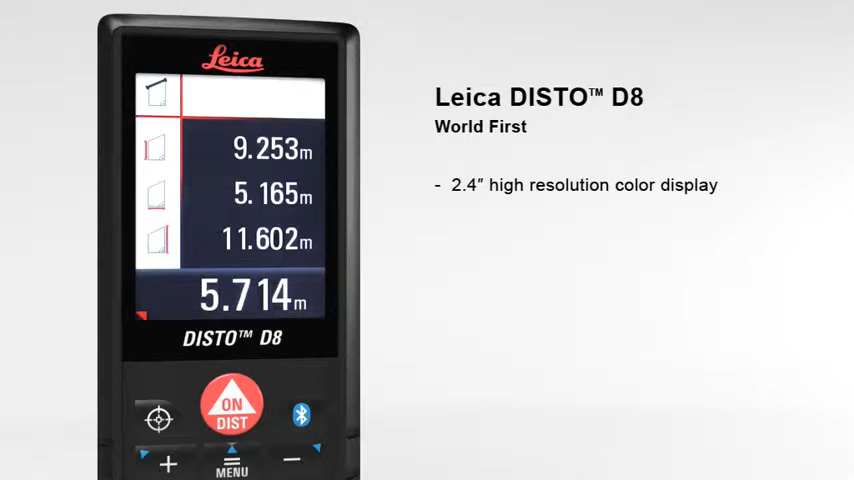 Leica
9.253m
5.165m
11.602m
5.714m
DISTO™ D8
ON
DIST
+
−
MENU
Leica DISTO™ D8
World First
- 2.4″ high resolution color display